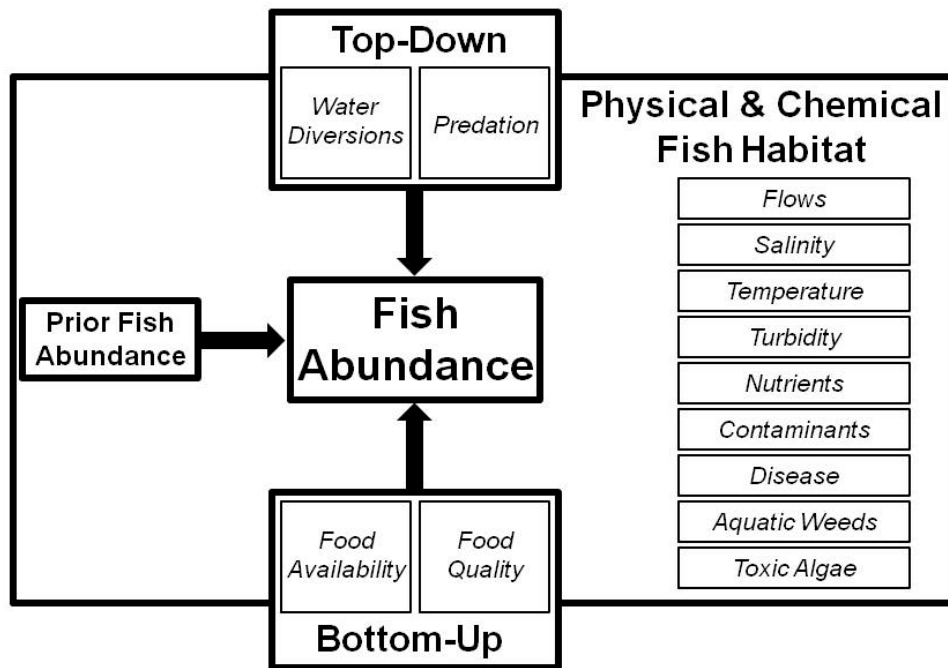 Top-Down
Water
Diversions
Predation
Physical & Chemical
Fish Habitat
Flows
Salinity
Temperature
Turbidity
Nutrients
Contaminants
Disease
Aquatic Weeds
Toxic Algae
Prior Fish
Abundance
Fish
Abundance
Food
Availability
Food
Quality
Bottom-Up